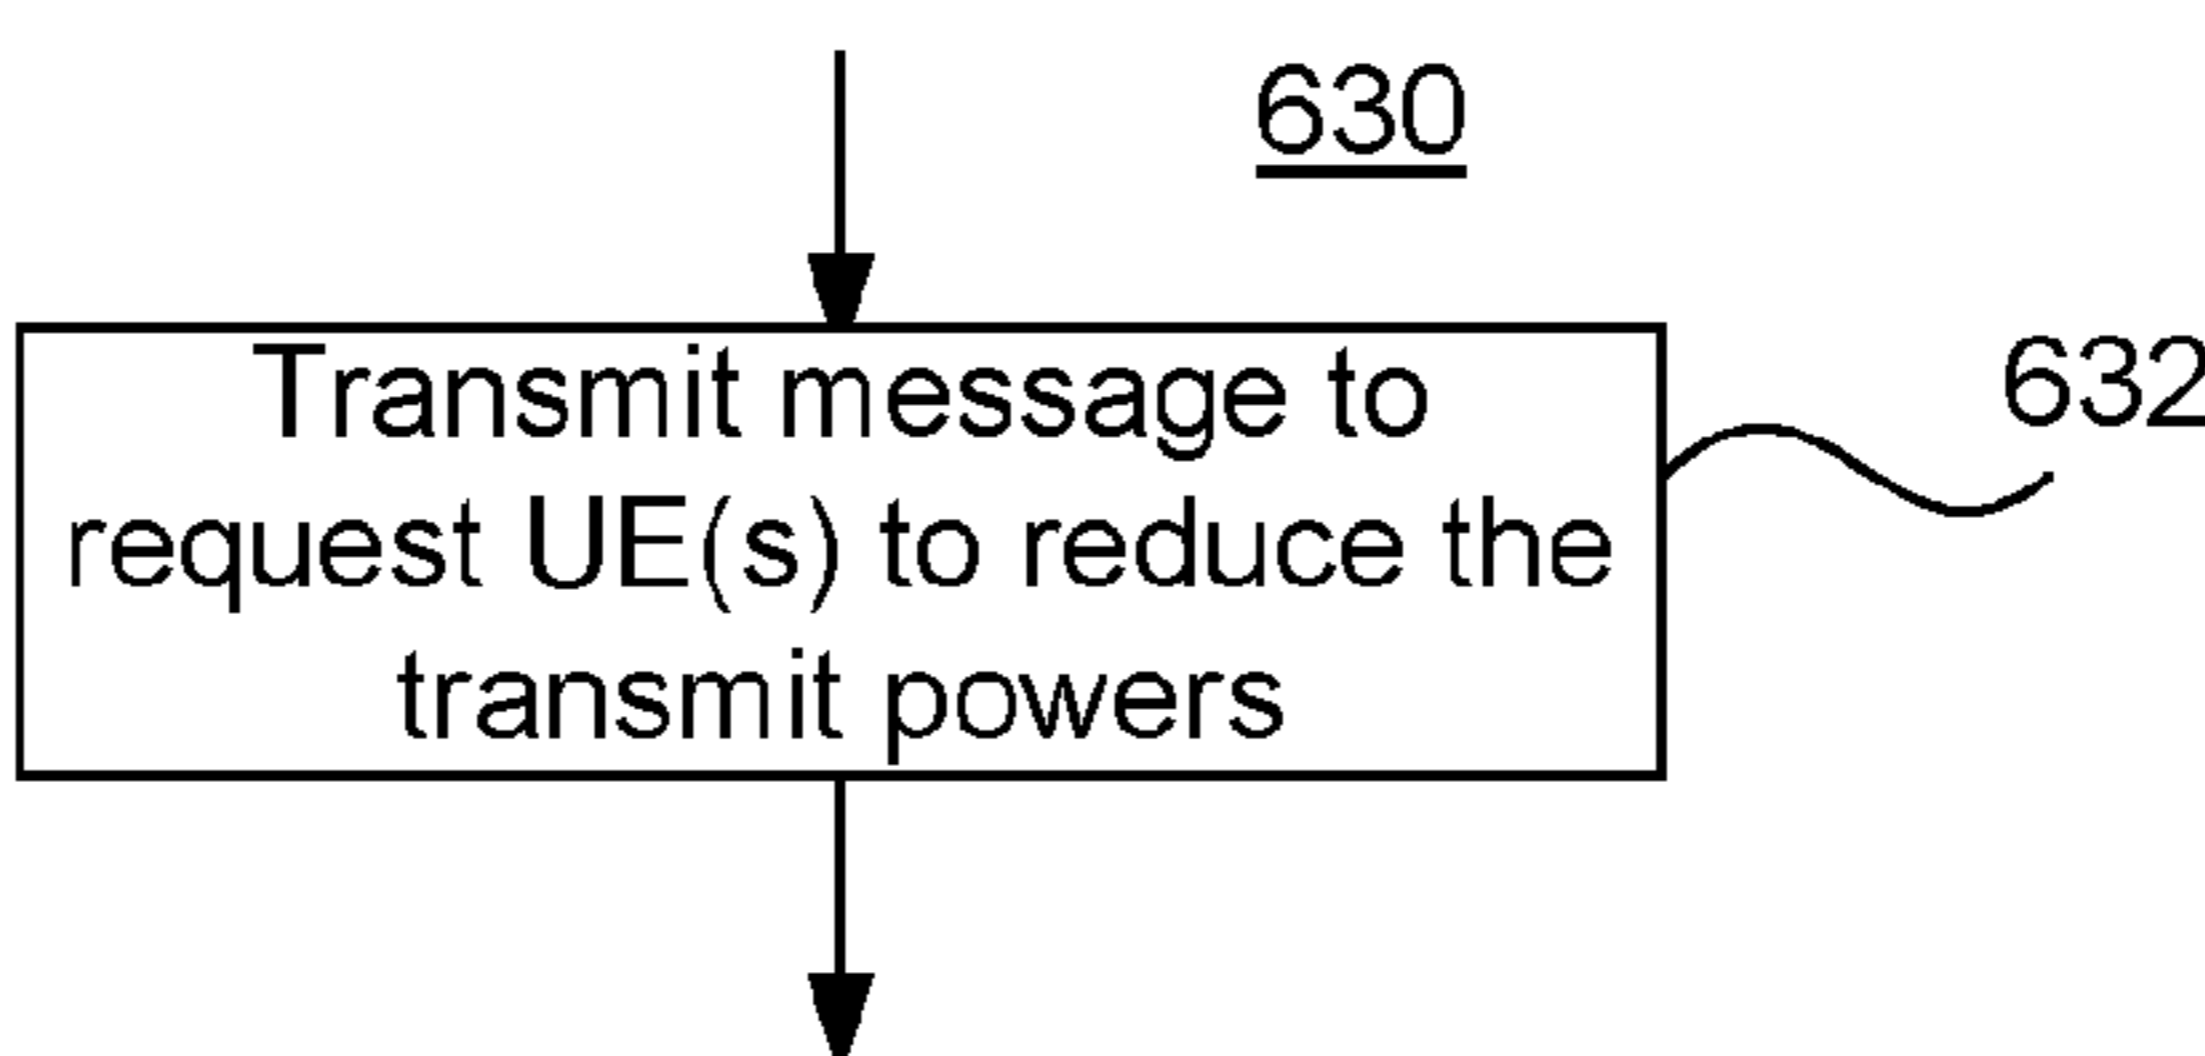 630
Transmit message to
request UE(s) to reduce the
transmit powers
632